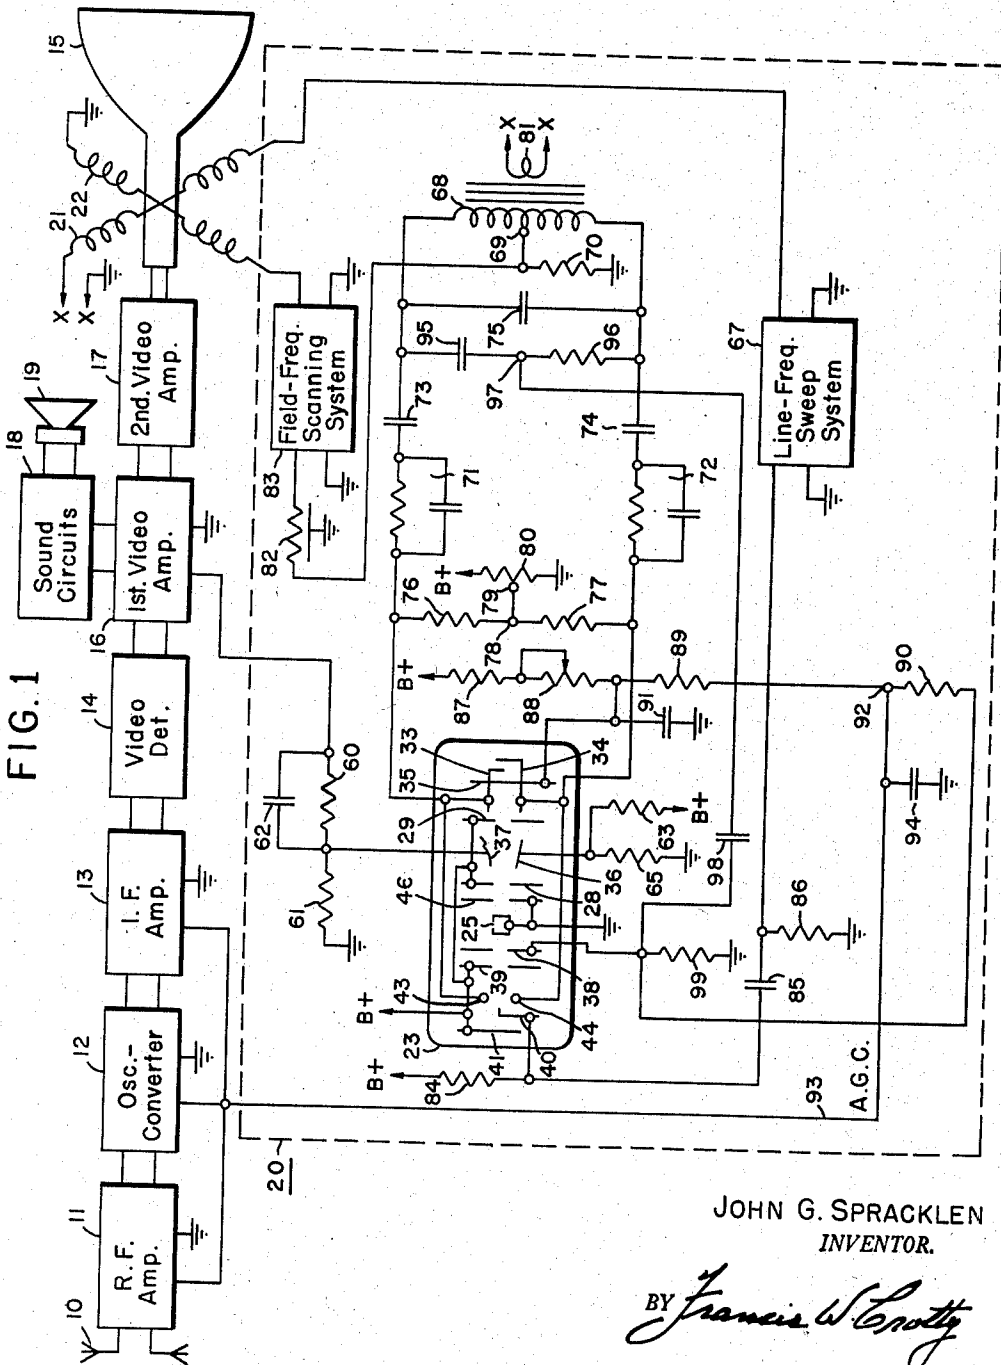 FIG. 1
10
11
R.F.
Amp.
12
Osc.-
Converter
13
I.F.
Amp.
14
Video
Det.
16
1st. Video
Amp.
17
2nd. Video
Amp.
18
Sound
Circuits
19
15
21
22
X
X
20
62
60
61
83
Field-Freq.
Scanning
System
82
68
69
70
81
X
X
75
95
96
97
73
74
71
72
76
77
78
79
80
B+
B+
87
88
89
90
91
92
94
93
A.G.C.
67
Line-Freq.
Sweep
System
33
34
35
29
37
36
46
28
25
38
39
43
44
40
41
23
B+
B+
84
63
B+
65
98
99
85
86
JOHN G. SPRACKLEN
INVENTOR.
BY Francis W. Crotty